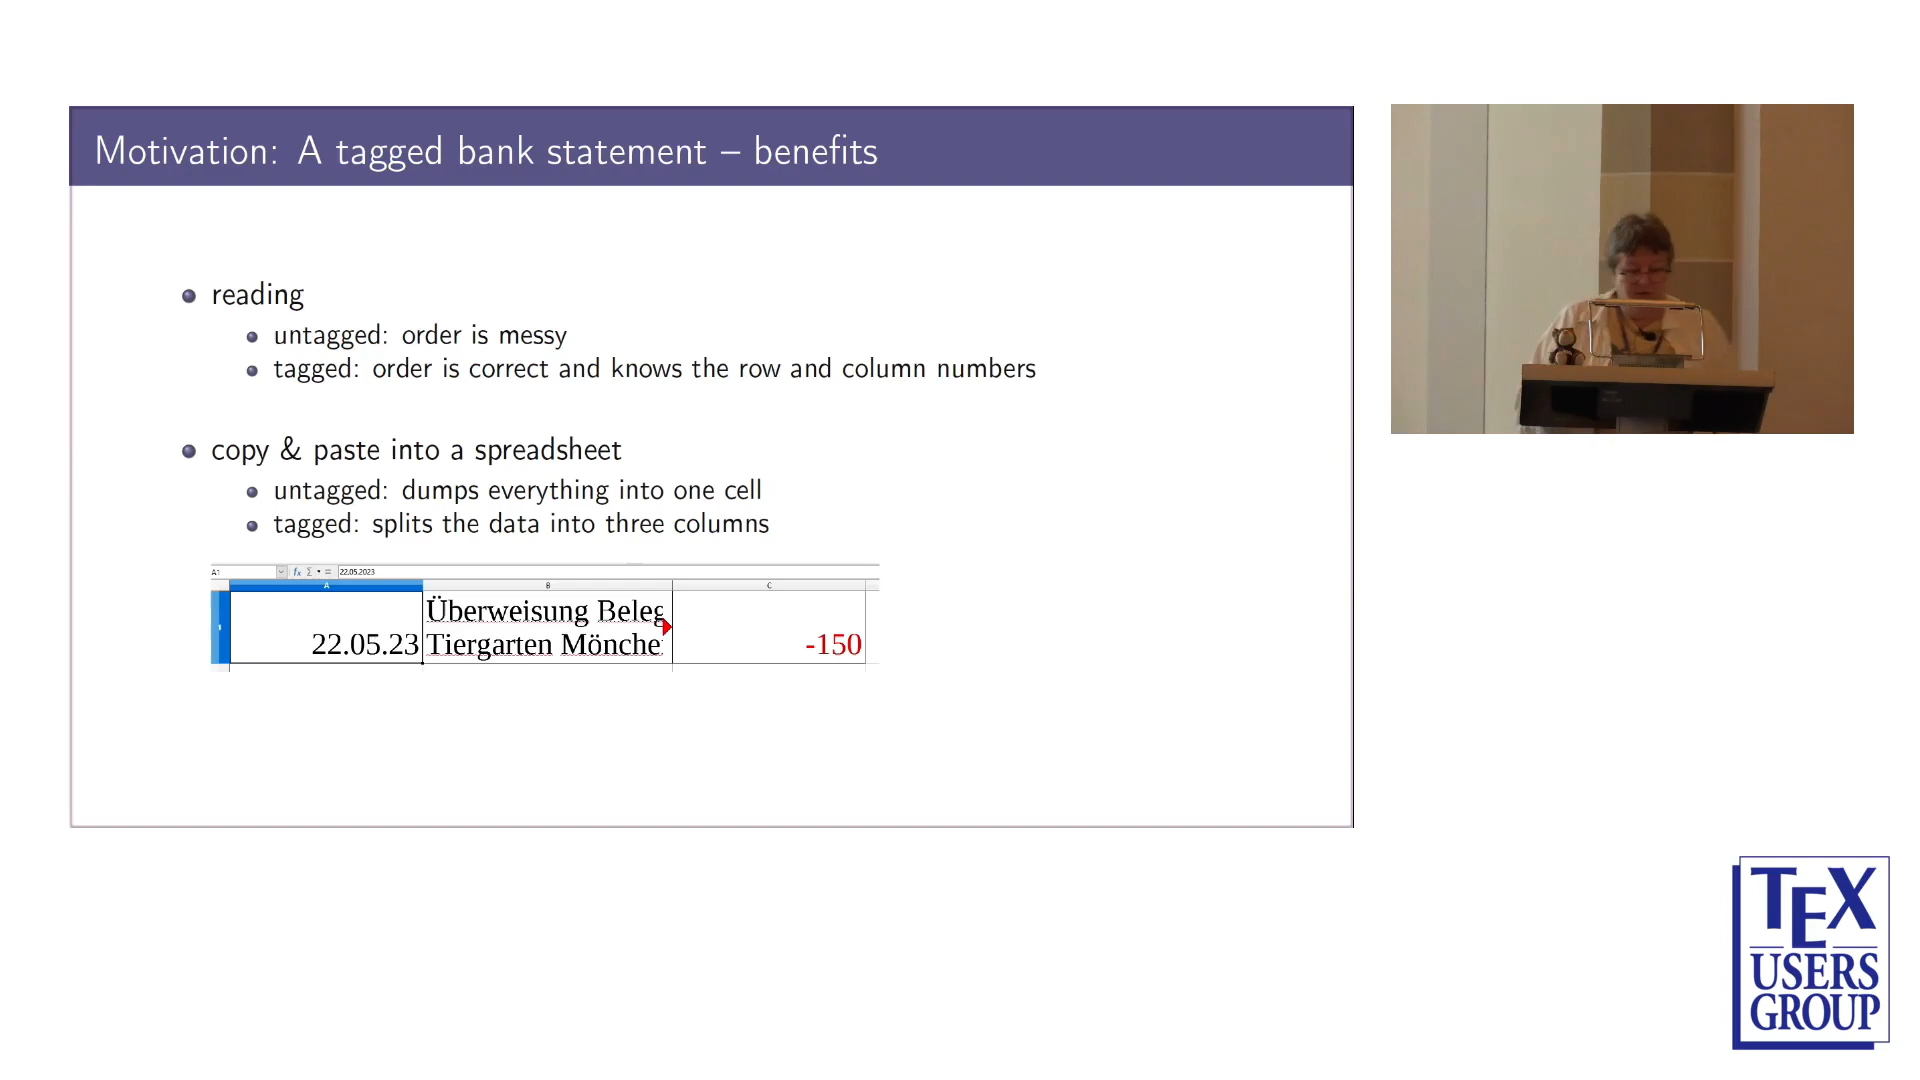 Motivation: A tagged bank statement – benefits
reading
untagged: order is messy
tagged: order is correct and knows the row and column numbers
copy & paste into a spreadsheet
untagged: dumps everything into one cell
tagged: splits the data into three columns
A1 fx Σ = 22.05.2023
A B C
Überweisung Beleg
22.05.23 Tiergarten Mönche -150
TEX
USERS
GROUP